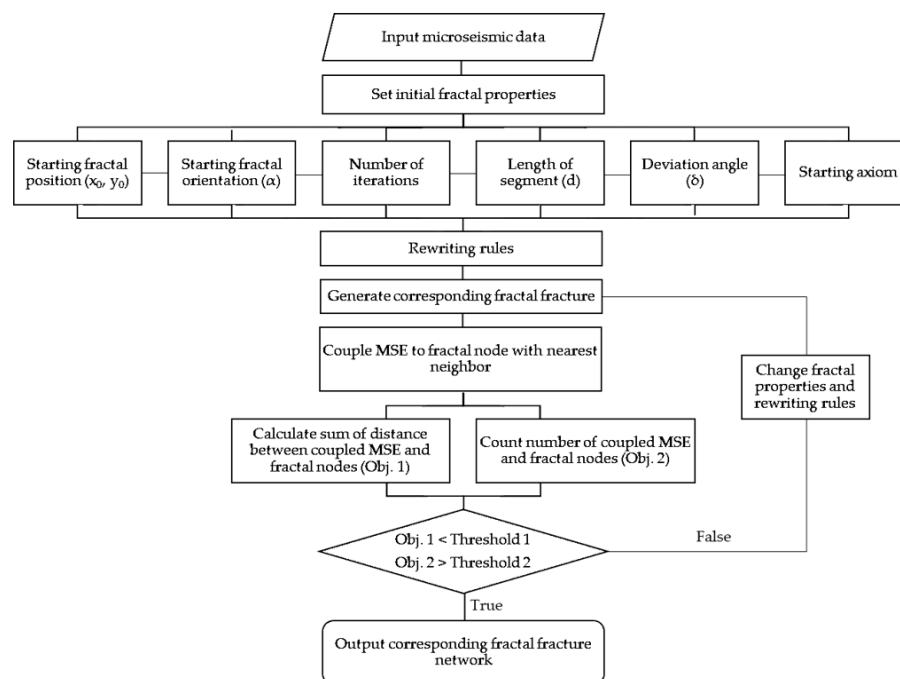 Input microseismic data
Set initial fractal properties
Starting fractal
position (x₀, y₀)
Starting fractal
orientation (α)
Number of
iterations
Length of
segment (d)
Deviation angle
(δ)
Starting axiom
Rewriting rules
Generate corresponding fractal fracture
Couple MSE to fractal node with nearest
neighbor
Change fractal
properties and
rewriting rules
Calculate sum of distance
between coupled MSE and
fractal nodes (Obj. 1)
Count number of coupled MSE
and fractal nodes (Obj. 2)
Obj. 1 < Threshold 1
Obj. 2 > Threshold 2
False
True
Output corresponding fractal fracture
network